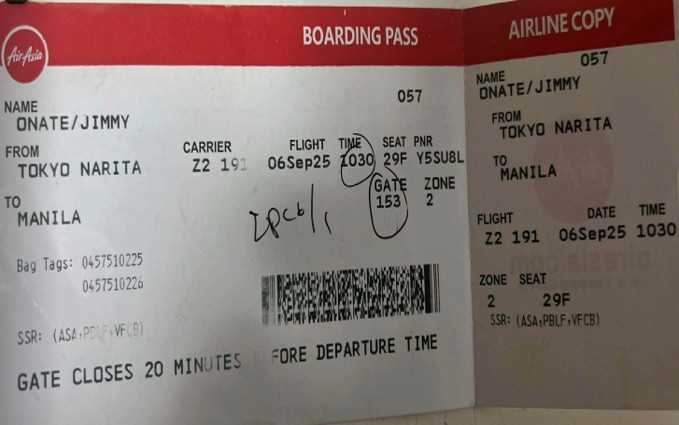 AirAsia
BOARDING PASS
057
NAME
ONATE/JIMMY
FROM CARRIER FLIGHT TIME SEAT PNR
TOKYO NARITA Z2 191 06Sep25 1030 29F Y5SU8L
GATE ZONE
153 2
TO
MANILA
Bag Tags: 0457510225
0457510226
SSR: (ASA,PBLF,VFCB)
GATE CLOSES 20 MINUTES FORE DEPARTURE TIME
AIRLINE COPY
057
NAME
ONATE/JIMMY
FROM
TOKYO NARITA
TO
MANILA
FLIGHT DATE TIME
Z2 191 06Sep25 1030
ZONE SEAT
2 29F
SSR: (ASA,PBLF,VFCB)